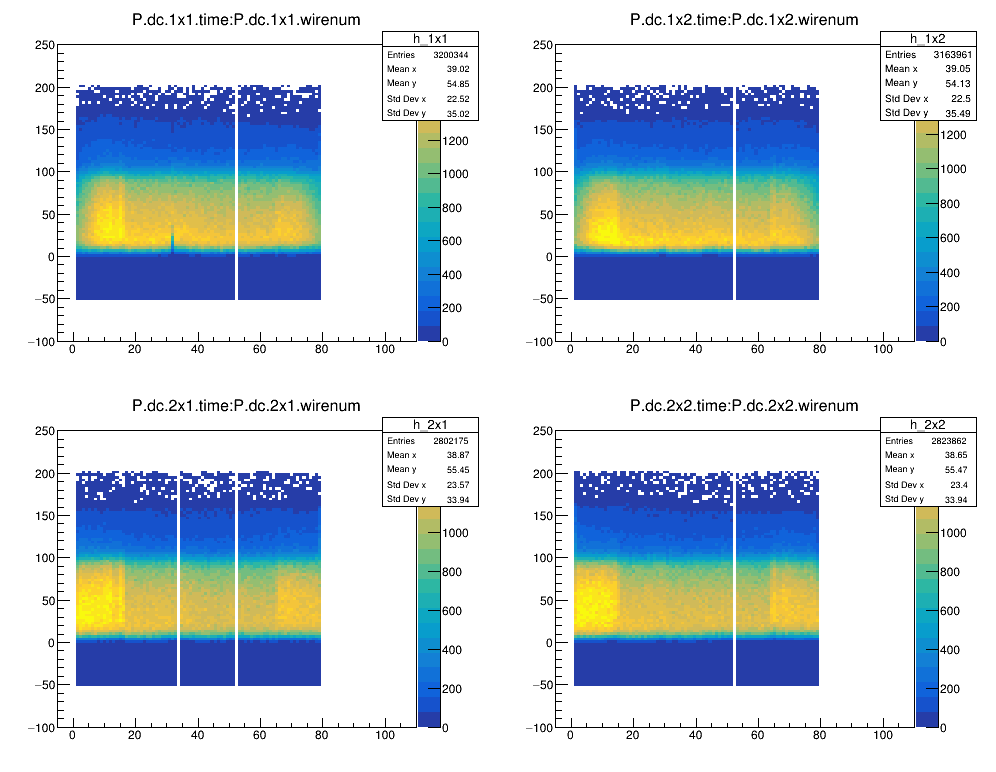 P.dc.1x1.time:P.dc.1x1.wirenum
h_1x1
Entries 3200344
Mean x 39.02
Mean y 54.85
Std Dev x 22.52
Std Dev y 35.02
250
200
150
100
50
0
−50
−100
0 20 40 60 80 100
1200
1000
800
600
400
200
0
P.dc.1x2.time:P.dc.1x2.wirenum
h_1x2
Entries 3163961
Mean x 39.05
Mean y 54.13
Std Dev x 22.5
Std Dev y 35.49
250
200
150
100
50
0
−50
−100
0 20 40 60 80 100
1200
1000
800
600
400
200
0
P.dc.2x1.time:P.dc.2x1.wirenum
h_2x1
Entries 2802175
Mean x 38.87
Mean y 55.45
Std Dev x 23.57
Std Dev y 33.94
250
200
150
100
50
0
−50
−100
0 20 40 60 80 100
1000
800
600
400
200
0
P.dc.2x2.time:P.dc.2x2.wirenum
h_2x2
Entries 2823862
Mean x 38.65
Mean y 55.47
Std Dev x 23.4
Std Dev y 33.94
250
200
150
100
50
0
−50
−100
0 20 40 60 80 100
1000
800
600
400
200
0